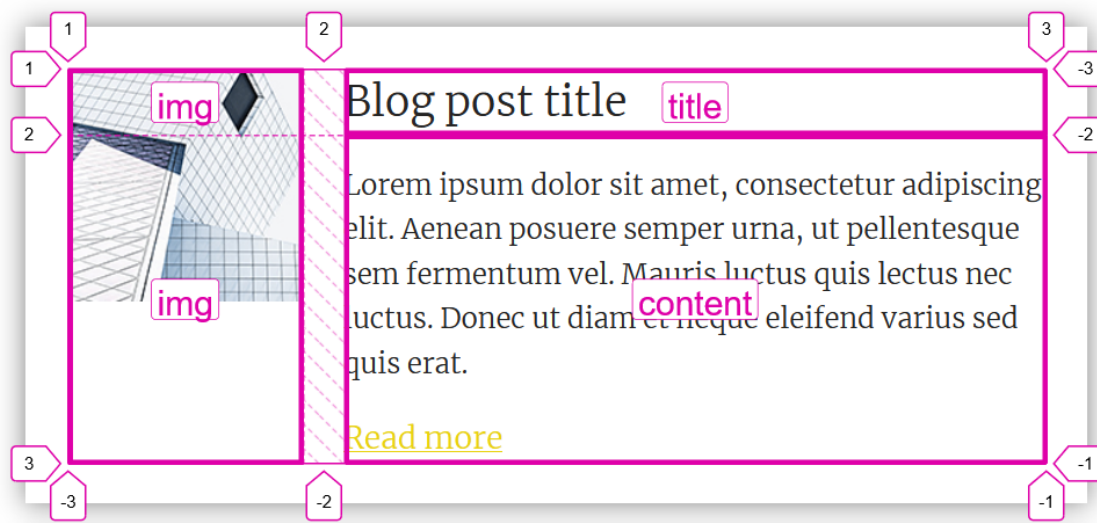 1 2 3
1 -3
img Blog post title title
2 -2
Lorem ipsum dolor sit amet, consectetur adipiscing
elit. Aenean posuere semper urna, ut pellentesque
sem fermentum vel. Mauris luctus quis lectus nec
img content
luctus. Donec ut diam et neque eleifend varius sed
quis erat.
Read more
3 -1
-3 -2 -1